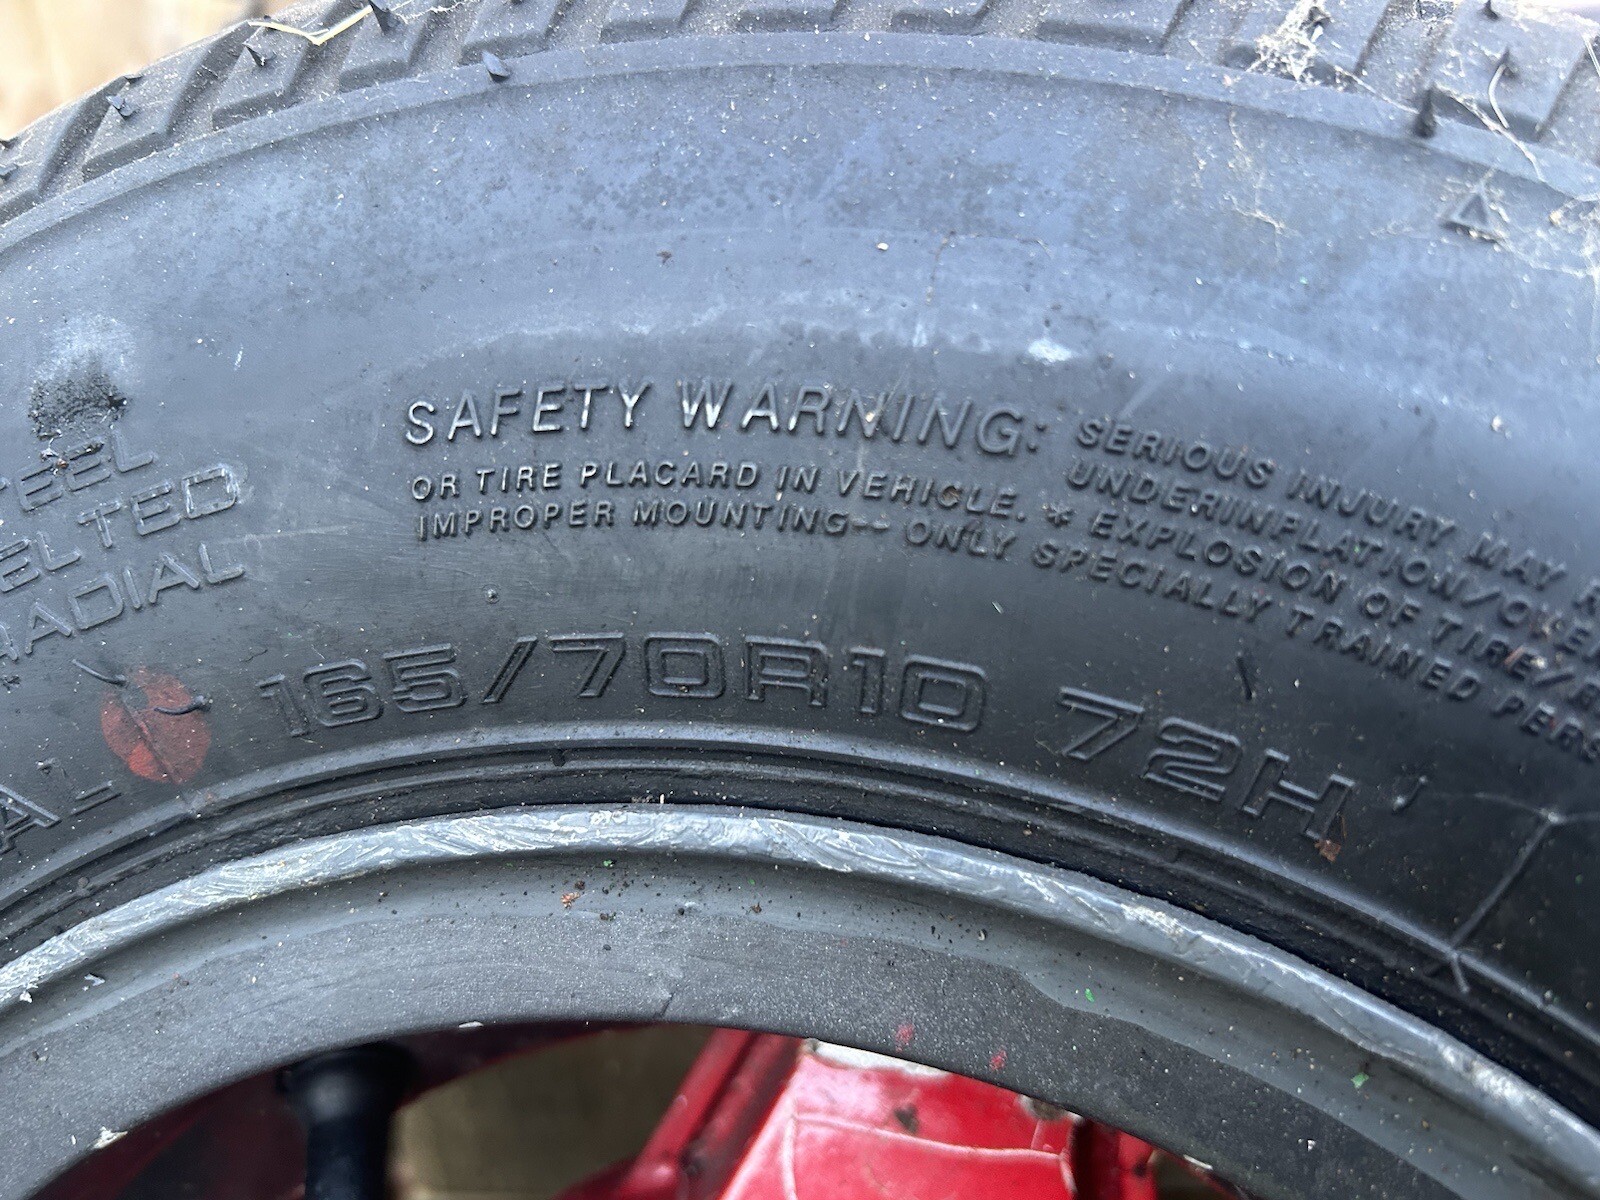 STEEL
BELTED
RADIAL
SAFETY WARNING: SERIOUS INJURY MAY
OR TIRE PLACARD IN VEHICLE. * UNDERINPLATION/OVER
IMPROPER MOUNTING-- ONLY SPECIALLY TRAINED PERS
EXPLOSION OF TIRE/R
165/70R10 72H